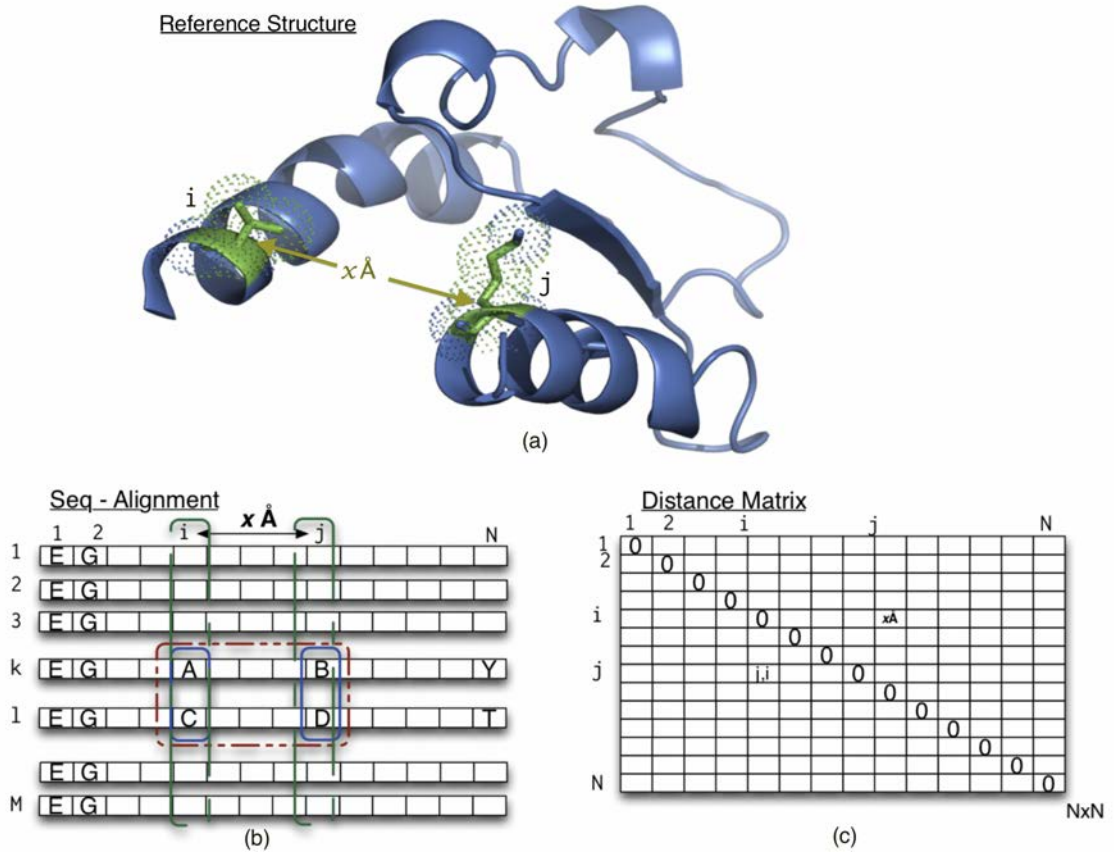 Reference Structure
i
x Å
j
(a)
Seq - Alignment
x Å
1 2 i j N
1 E G
2 E G
3 E G
k E G A B Y
l E G C D T
E G
M E G
(b)
Distance Matrix
1 2 i j N
1 0
2 0
0
0
i 0 xÅ
0
0
j j,i 0
0
0
0
0
0
N 0
NxN
(c)